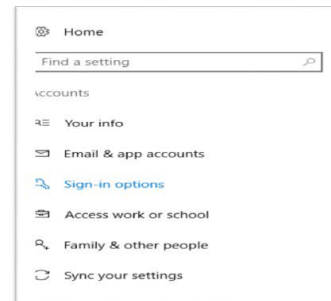 Home
Find a setting
Accounts
Your info
Email & app accounts
Sign-in options
Access work or school
Family & other people
Sync your settings